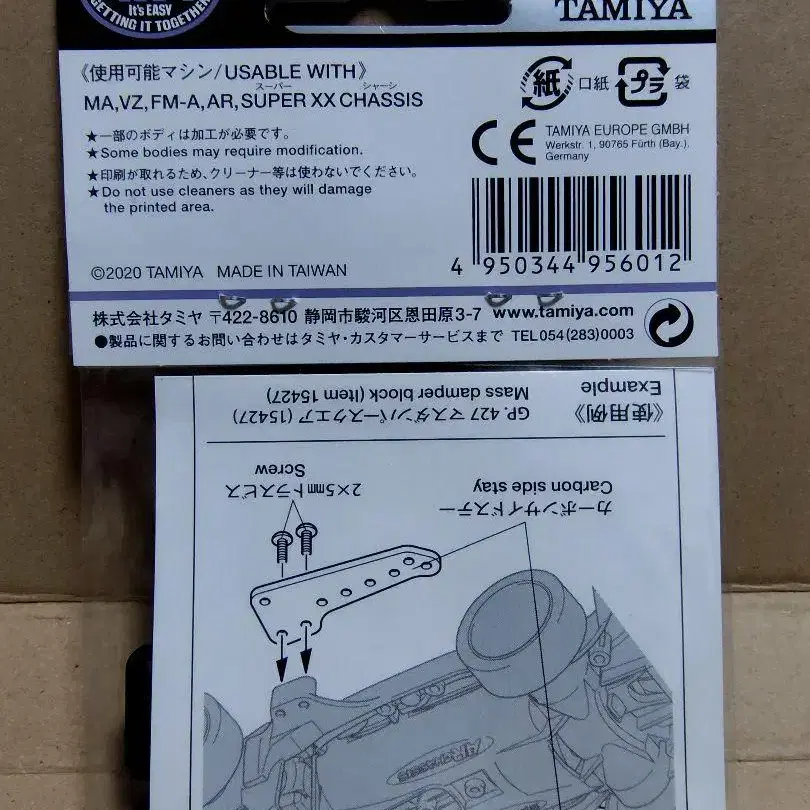 It's EASY
GETTING IT TOGETHER
TAMIYA
《使用可能マシン/USABLE WITH》
スーパー シャーシ
MA,VZ,FM-A,AR,SUPER XX CHASSIS
★一部のボディは加工が必要です。
★Some bodies may require modification.
★印刷が取れるため、クリーナー等は使わないでください。
★Do not use cleaners as they will damage
the printed area.
紙 口紙 プラ 袋
CE TAMIYA EUROPE GMBH
Werkstr. 1, 90765 Fürth (Bay.),
Germany
4 950344 956012
©2020 TAMIYA MADE IN TAIWAN
株式会社タミヤ 〒422-8610 静岡市駿河区恩田原3-7 www.tamiya.com
●製品に関するお問い合わせはタミヤ・カスタマーサービスまで TEL054(283)0003
《使用例》
Example
GP.427 マスダンパースクエア (15427)
Mass damper block (Item 15427)
カーボンサイドステー
Carbon side stay
2×5mmトラスビス
Screw
AR CHASSIS